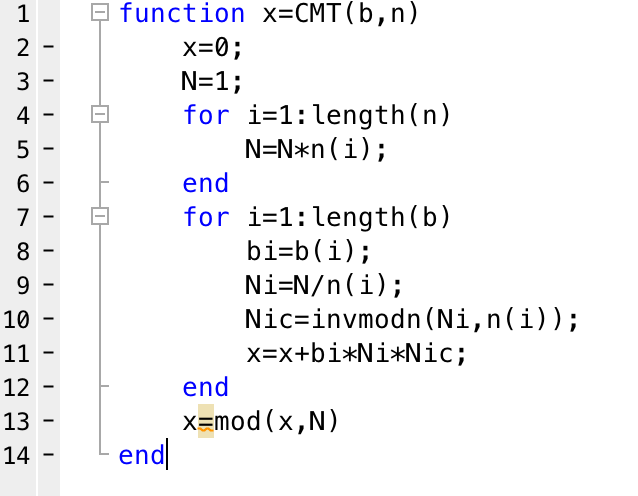 1 function x=CMT(b,n)
2 - x=0;
3 - N=1;
4 - for i=1:length(n)
5 - N=N*n(i);
6 - end
7 - for i=1:length(b)
8 - bi=b(i);
9 - Ni=N/n(i);
10 - Nic=invmodn(Ni,n(i));
11 - x=x+bi*Ni*Nic;
12 - end
13 - x=mod(x,N)
14 - end